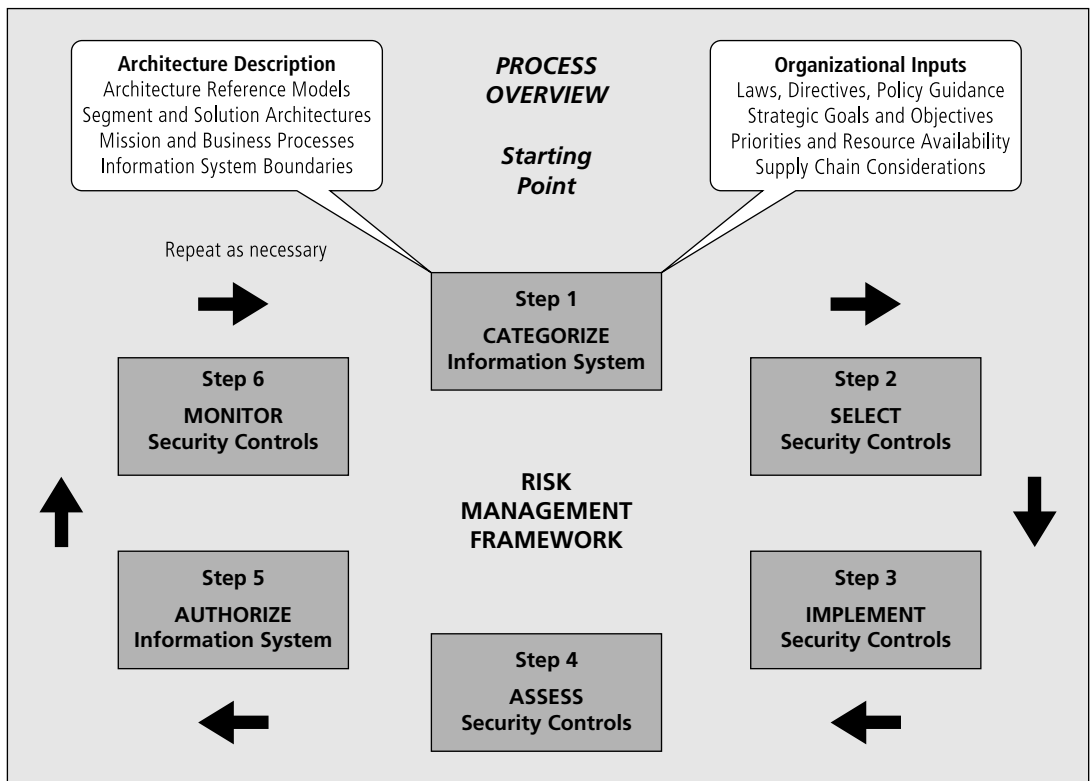 Architecture Description
Architecture Reference Models
Segment and Solution Architectures
Mission and Business Processes
Information System Boundaries
PROCESS
OVERVIEW
Starting
Point
Organizational Inputs
Laws, Directives, Policy Guidance
Strategic Goals and Objectives
Priorities and Resource Availability
Supply Chain Considerations
Repeat as necessary
Step 1
CATEGORIZE
Information System
Step 2
SELECT
Security Controls
Step 3
IMPLEMENT
Security Controls
Step 4
ASSESS
Security Controls
Step 5
AUTHORIZE
Information System
Step 6
MONITOR
Security Controls
RISK
MANAGEMENT
FRAMEWORK